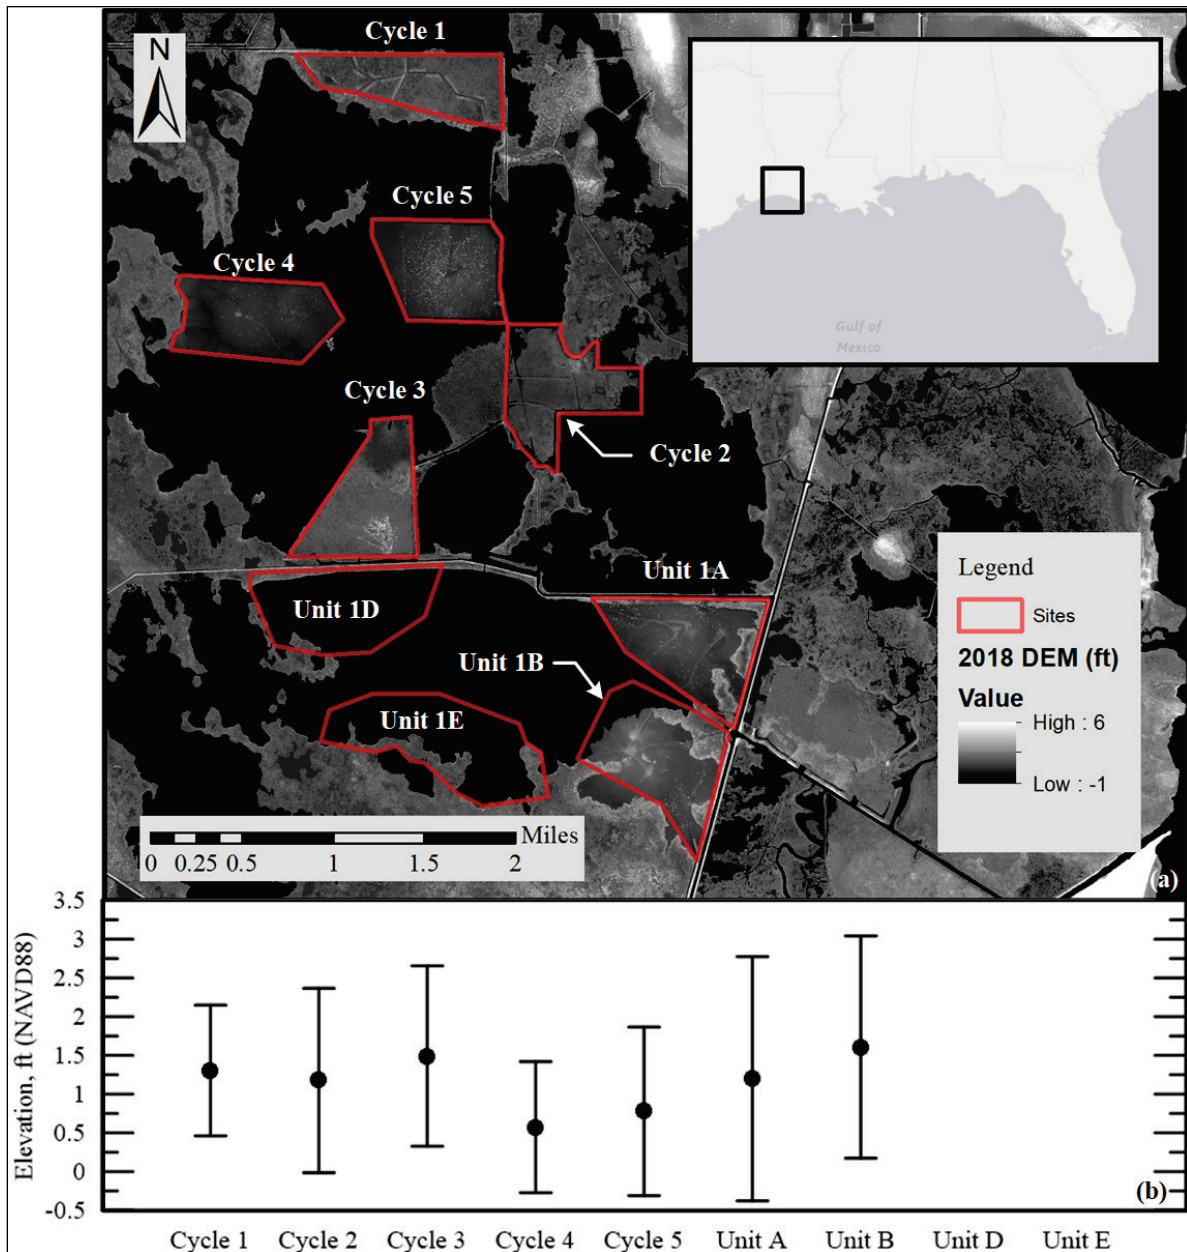 Cycle 1
N
Cycle 5
Cycle 4
Gulf of
Mexico
Cycle 3
Cycle 2
Unit 1A
Unit 1D
Unit 1B
Unit 1E
Legend
Sites
2018 DEM (ft)
Value
High : 6
Low : -1
Miles
0 0.25 0.5 1 1.5 2
(a)
Elevation, ft (NAVD88)
3.5
3
2.5
2
1.5
1
0.5
0
-0.5
(b)
Cycle 1 Cycle 2 Cycle 3 Cycle 4 Cycle 5 Unit A Unit B Unit D Unit E